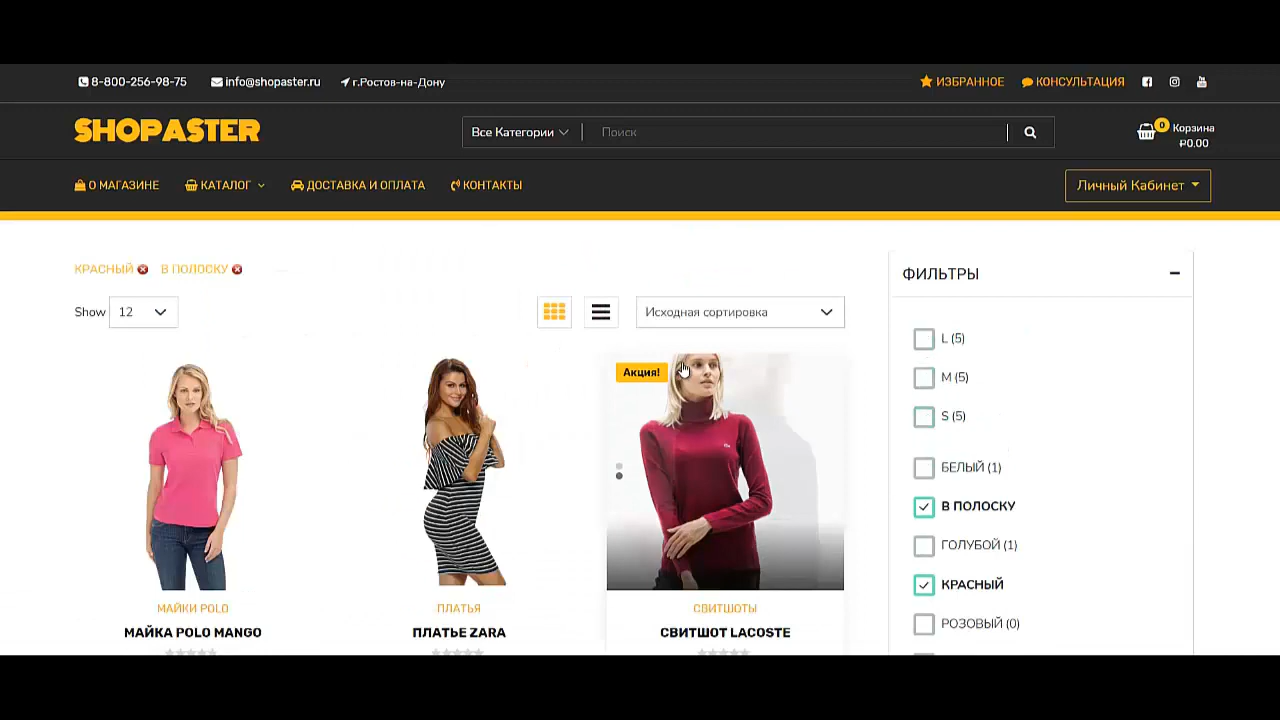 8-800-256-98-75 info@shopaster.ru г.Ростов-на-Дону ИЗБРАННОЕ КОНСУЛЬТАЦИЯ
SHOPASTER Все Категории Поиск 0 Корзина
₽0.00
О МАГАЗИНЕ КАТАЛОГ ДОСТАВКА И ОПЛАТА КОНТАКТЫ Личный Кабинет
КРАСНЫЙ В ПОЛОСКУ
Show 12 Исходная сортировка
Акция!
МАЙКИ POLO ПЛАТЬЯ СВИТШОТЫ
МАЙКА POLO MANGO ПЛАТЬЕ ZARA СВИТШОТ LACOSTE
ФИЛЬТРЫ
L (5)
M (5)
S (5)
БЕЛЫЙ (1)
В ПОЛОСКУ
ГОЛУБОЙ (1)
КРАСНЫЙ
РОЗОВЫЙ (0)